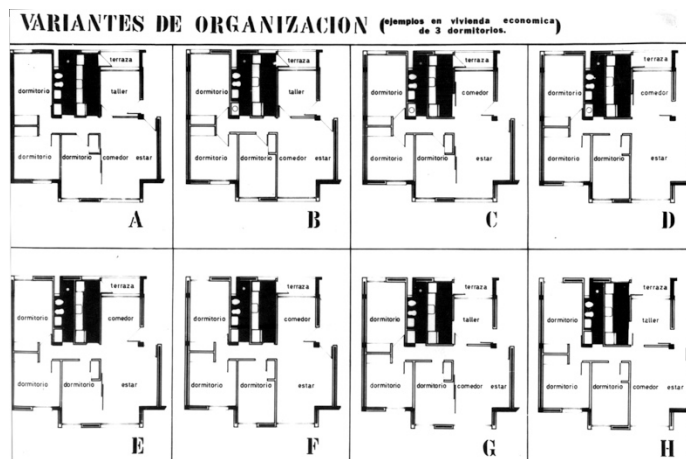 VARIANTES DE ORGANIZACION (ejemplos en vivienda economica
de 3 dormitorios.)
terraza
dormitorio
taller
dormitorio dormitorio comedor estar
A
terraza
dormitorio
taller
dormitorio dormitorio comedor estar
B
terraza
dormitorio
comedor
dormitorio dormitorio estar
C
terraza
dormitorio
comedor
dormitorio dormitorio estar
D
terraza
dormitorio
comedor
dormitorio dormitorio estar
E
terraza
dormitorio
comedor
dormitorio dormitorio estar
F
terraza
dormitorio
taller
dormitorio dormitorio comedor estar
G
terraza
dormitorio
taller
dormitorio dormitorio comedor estar
H